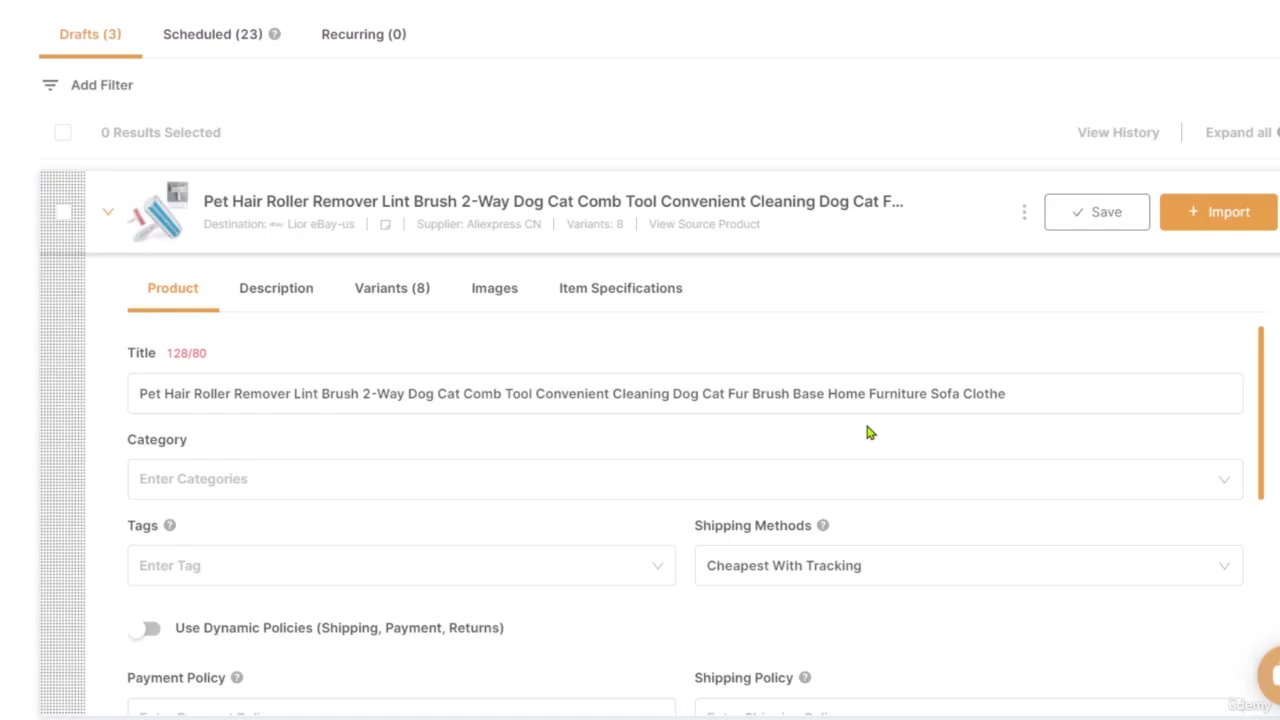 Drafts (3) Scheduled (23) Recurring (0)
Add Filter
0 Results Selected View History Expand all
Pet Hair Roller Remover Lint Brush 2-Way Dog Cat Comb Tool Convenient Cleaning Dog Cat F...
Save Import
Destination: ebay Lior eBay-us Supplier: Aliexpress CN Variants: 8 View Source Product
Product Description Variants (8) Images Item Specifications
Title 128/80
Pet Hair Roller Remover Lint Brush 2-Way Dog Cat Comb Tool Convenient Cleaning Dog Cat Fur Brush Base Home Furniture Sofa Clothe
Category
Enter Categories
Tags Shipping Methods
Enter Tag Cheapest With Tracking
Use Dynamic Policies (Shipping, Payment, Returns)
Payment Policy Shipping Policy
udemy